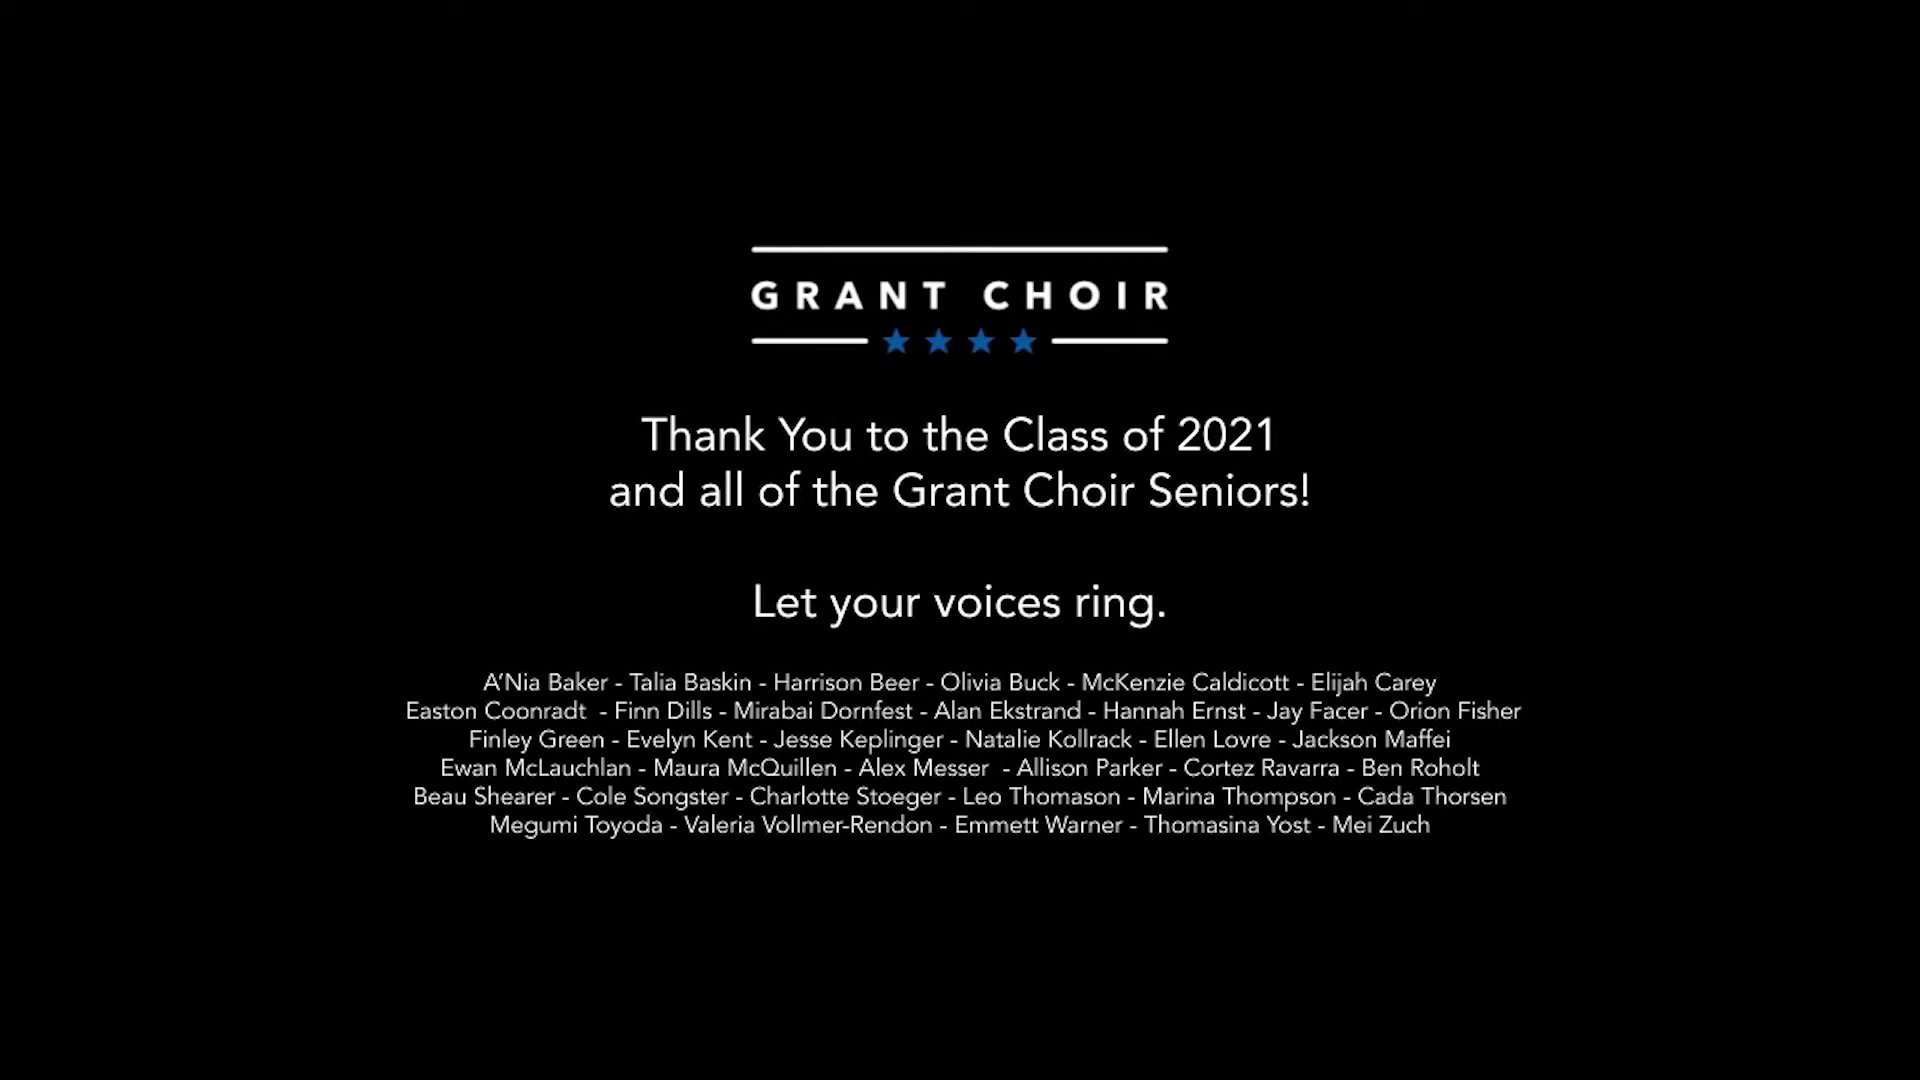 GRANT CHOIR
Thank You to the Class of 2021
and all of the Grant Choir Seniors!
Let your voices ring.
A’Nia Baker - Talia Baskin - Harrison Beer - Olivia Buck - McKenzie Caldicott - Elijah Carey
Easton Coonradt  - Finn Dills - Mirabai Dornfest - Alan Ekstrand - Hannah Ernst - Jay Facer - Orion Fisher
Finley Green - Evelyn Kent - Jesse Keplinger - Natalie Kollrack - Ellen Lovre - Jackson Maffei
Ewan McLauchlan - Maura McQuillen - Alex Messer  - Allison Parker - Cortez Ravarra - Ben Roholt
Beau Shearer - Cole Songster - Charlotte Stoeger - Leo Thomason - Marina Thompson - Cada Thorsen
Megumi Toyoda - Valeria Vollmer-Rendon - Emmett Warner - Thomasina Yost - Mei Zuch